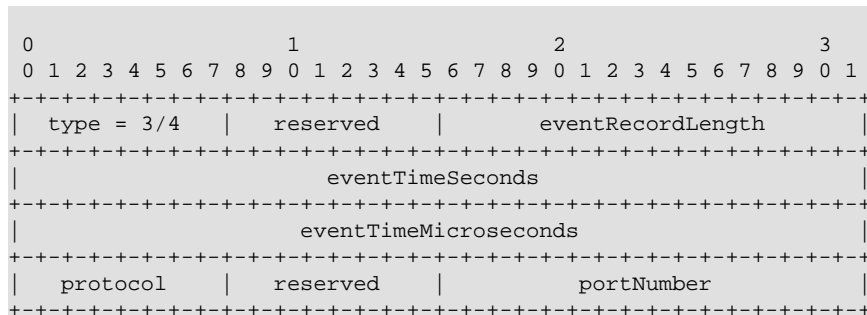 0                   1                   2                   3
 0 1 2 3 4 5 6 7 8 9 0 1 2 3 4 5 6 7 8 9 0 1 2 3 4 5 6 7 8 9 0 1
+-+-+-+-+-+-+-+-+-+-+-+-+-+-+-+-+-+-+-+-+-+-+-+-+-+-+-+-+-+-+-+-+
|  type = 3/4   |   reserved    |       eventRecordLength       |
+-+-+-+-+-+-+-+-+-+-+-+-+-+-+-+-+-+-+-+-+-+-+-+-+-+-+-+-+-+-+-+-+
|                       eventTimeSeconds                        |
+-+-+-+-+-+-+-+-+-+-+-+-+-+-+-+-+-+-+-+-+-+-+-+-+-+-+-+-+-+-+-+-+
|                     eventTimeMicroseconds                     |
+-+-+-+-+-+-+-+-+-+-+-+-+-+-+-+-+-+-+-+-+-+-+-+-+-+-+-+-+-+-+-+-+
|   protocol    |   reserved    |          portNumber           |
+-+-+-+-+-+-+-+-+-+-+-+-+-+-+-+-+-+-+-+-+-+-+-+-+-+-+-+-+-+-+-+-+